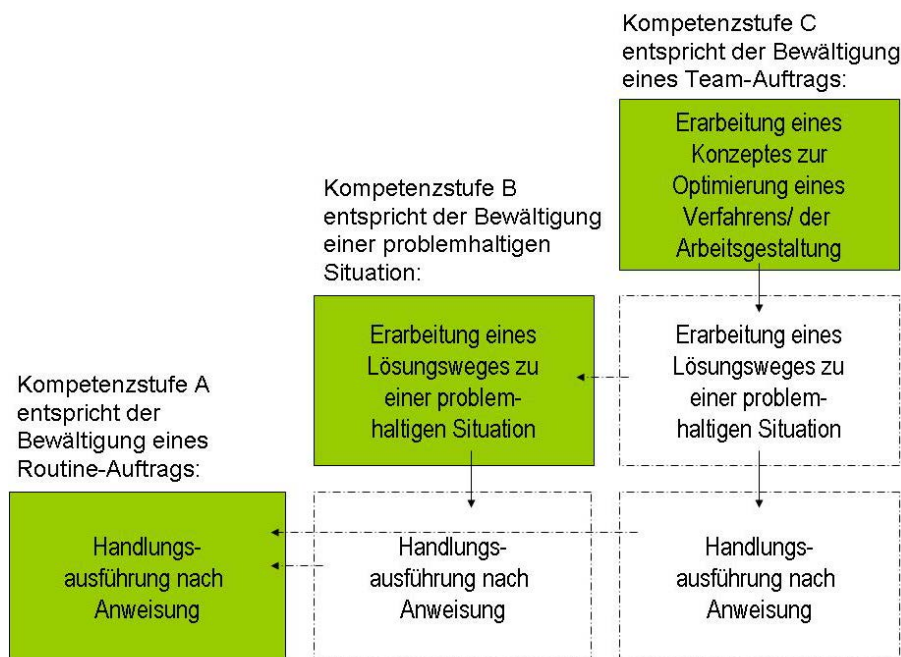 Kompetenzstufe C
entspricht der Bewältigung
eines Team-Auftrags:
Erarbeitung eines
Konzeptes zur
Optimierung eines
Verfahrens/ der
Arbeitsgestaltung
Kompetenzstufe B
entspricht der Bewältigung
einer problemhaltigen
Situation:
Erarbeitung eines
Lösungsweges zu
einer problem-
haltigen Situation
Erarbeitung eines
Lösungsweges zu
einer problem-
haltigen Situation
Kompetenzstufe A
entspricht der
Bewältigung eines
Routine-Auftrags:
Handlungs-
ausführung nach
Anweisung
Handlungs-
ausführung nach
Anweisung
Handlungs-
ausführung nach
Anweisung